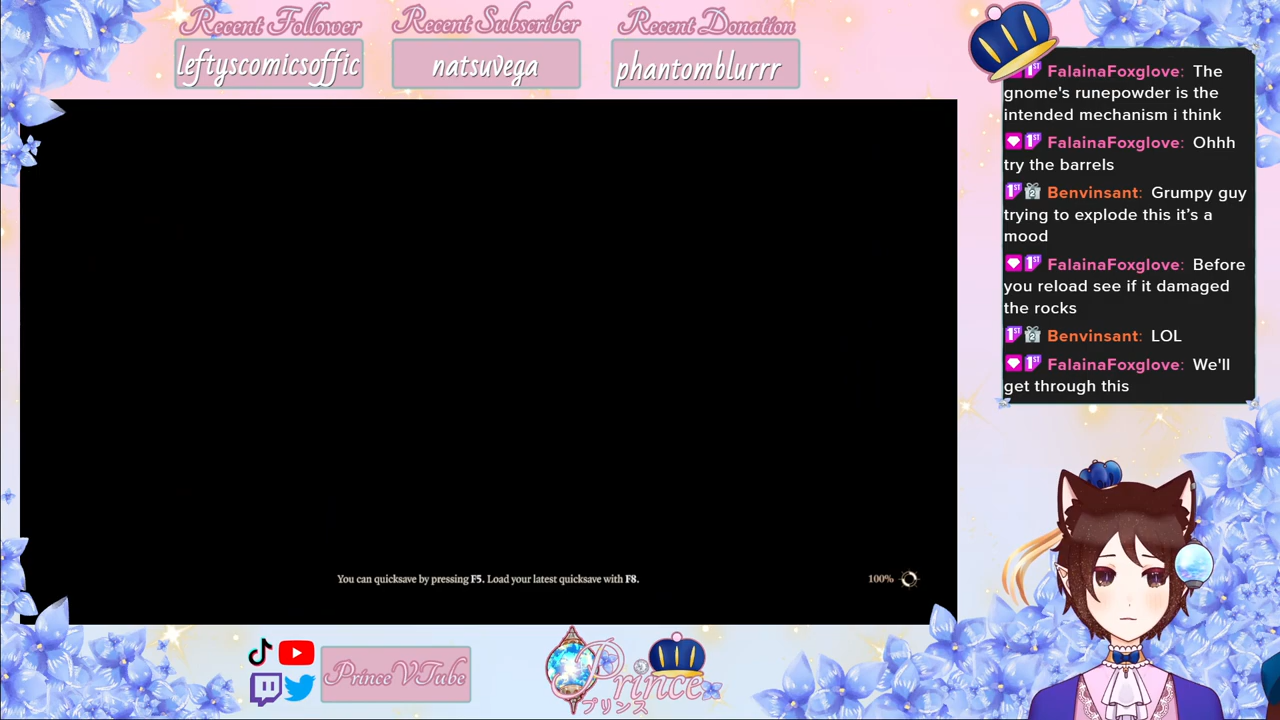 Recent Follower
Recent Subscriber
Recent Donation
leftyscomicsoffic
natsuvega
phantomblurrr
FalainaFoxglove: The
gnome's runepowder is the
intended mechanism i think
FalainaFoxglove: Ohhh
try the barrels
Benvinsant: Grumpy guy
trying to explode this it’s a
mood
FalainaFoxglove: Before
you reload see if it damaged
the rocks
Benvinsant: LOL
FalainaFoxglove: We'll
get through this
You can quicksave by pressing F5. Load your latest quicksave with F8.
100%
Prince VTube
Prince
プリンス